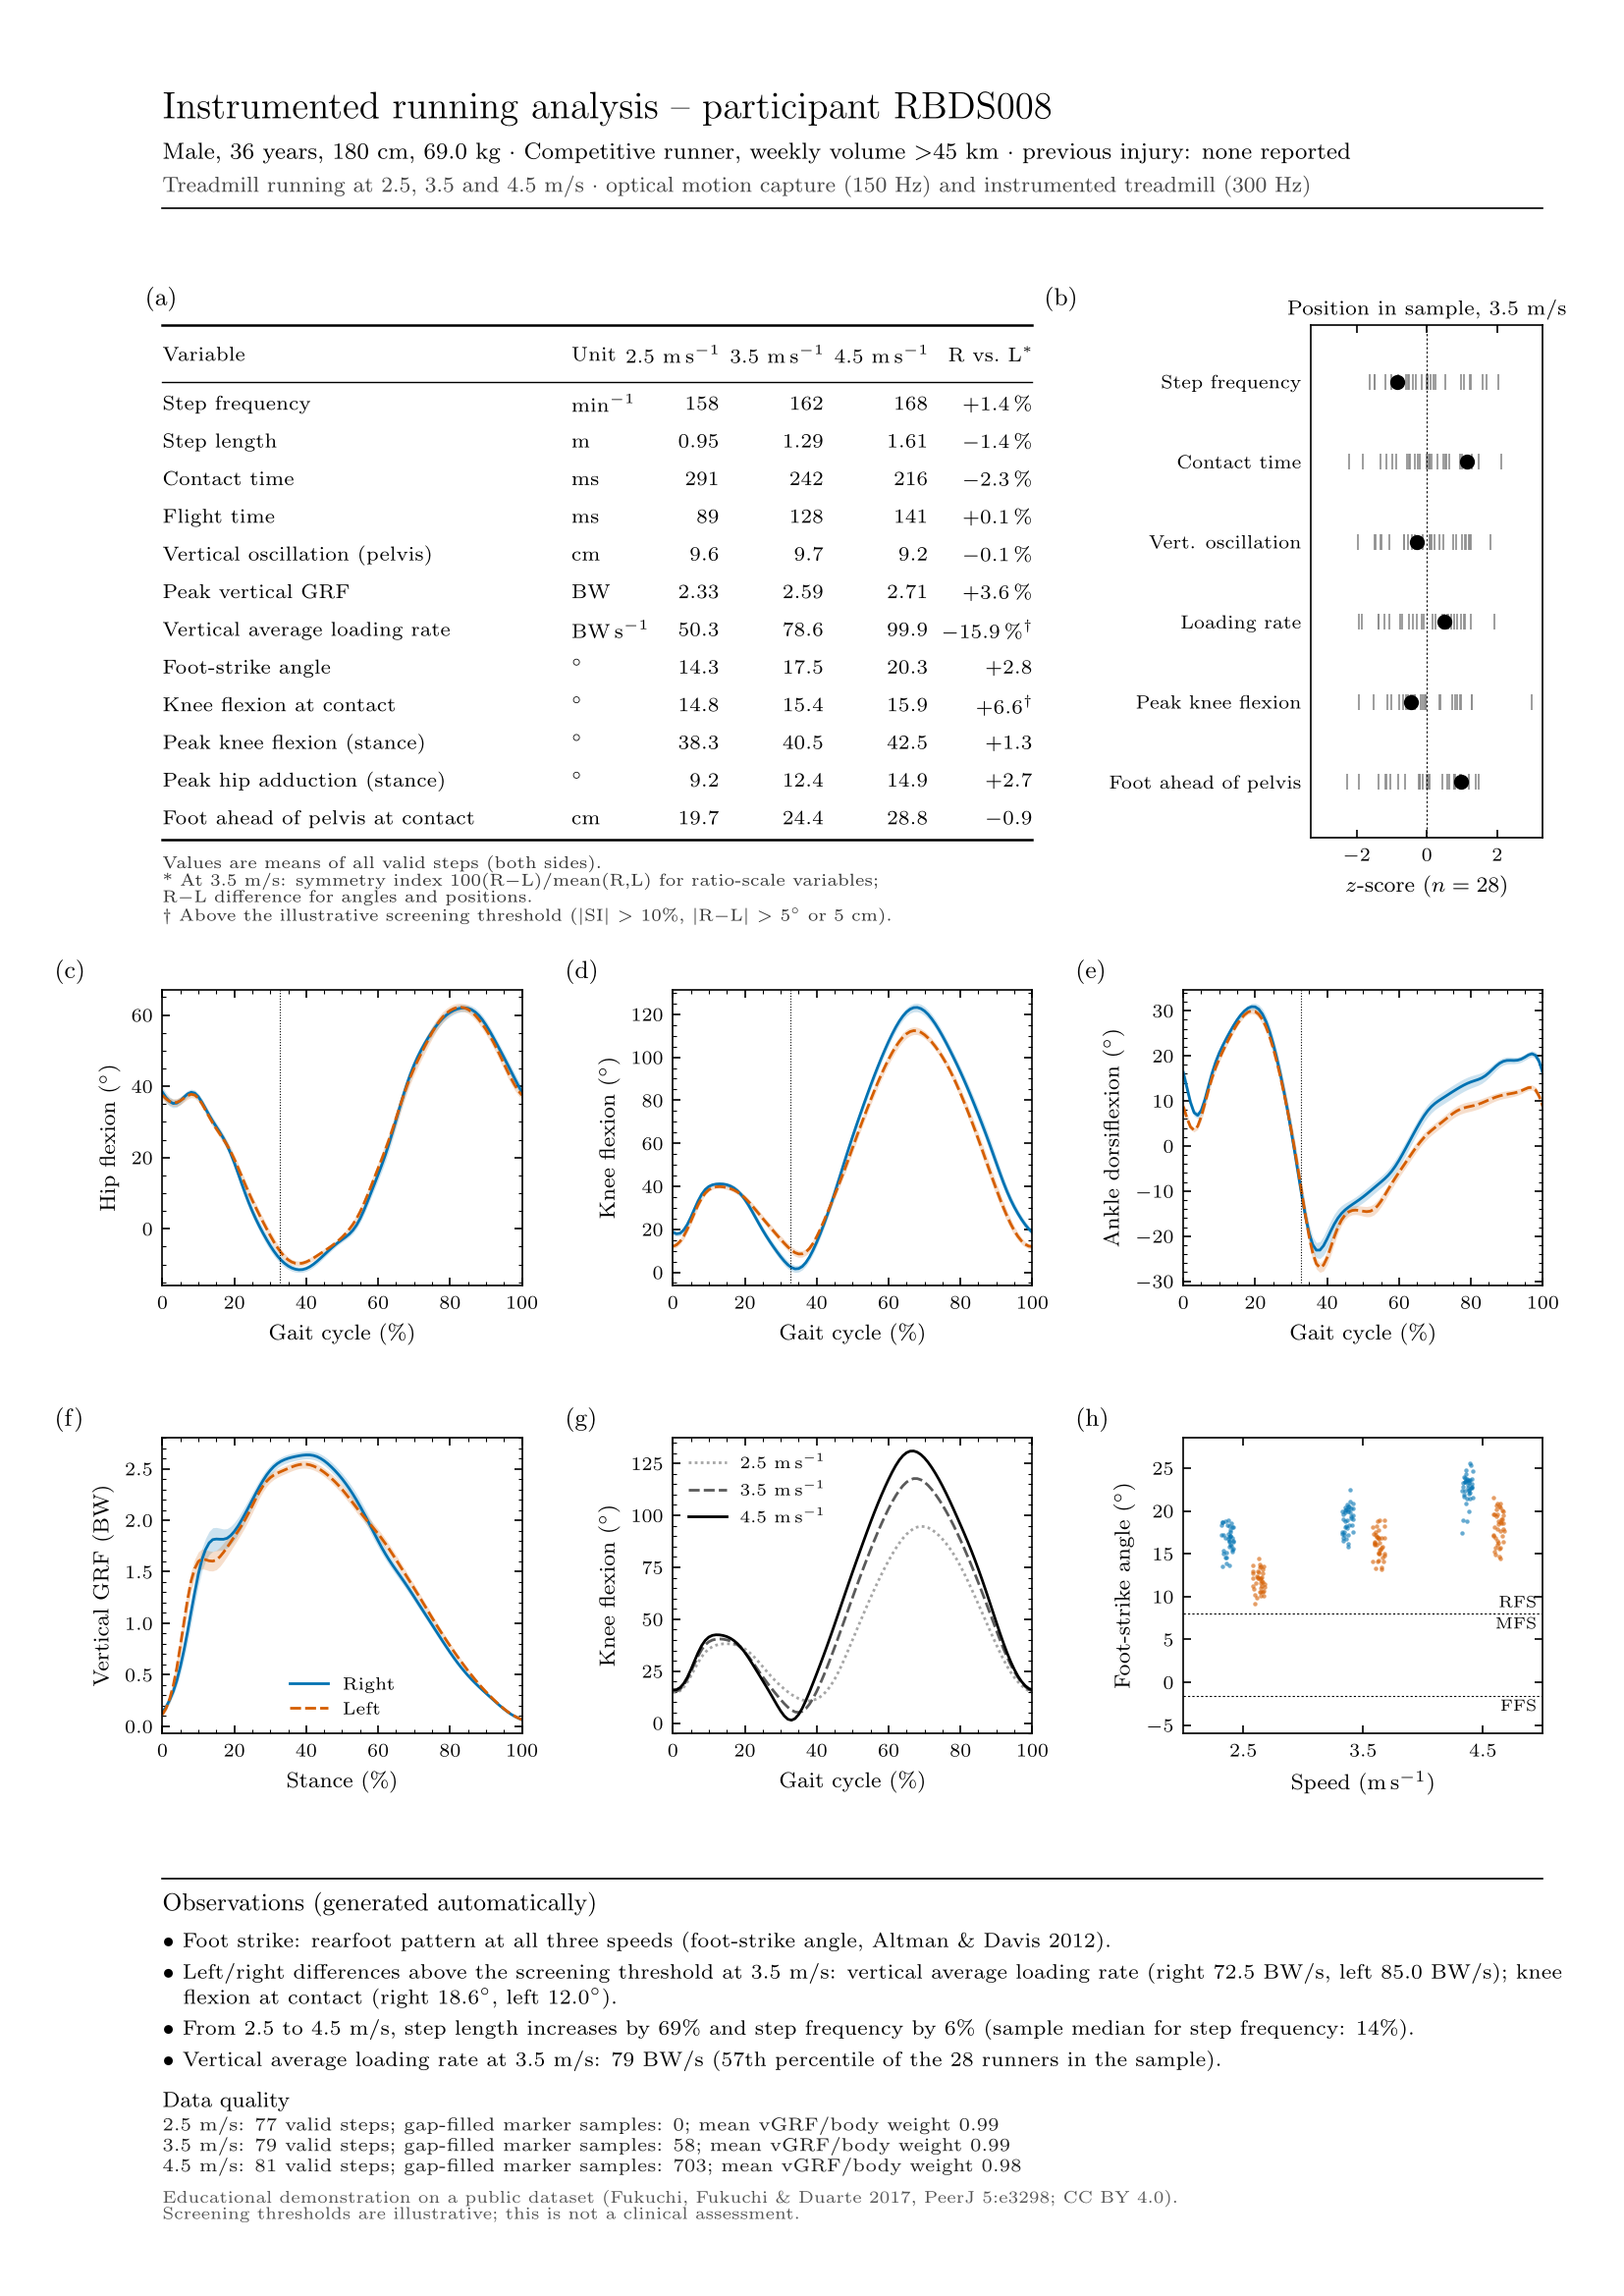 Instrumented running analysis – participant RBDS008
Male, 36 years, 180 cm, 69.0 kg · Competitive runner, weekly volume >45 km · previous injury: none reported
Treadmill running at 2.5, 3.5 and 4.5 m/s · optical motion capture (150 Hz) and instrumented treadmill (300 Hz)
(a)
Variable Unit 2.5 m s⁻¹ 3.5 m s⁻¹ 4.5 m s⁻¹ R vs. L*
Step frequency min⁻¹ 158 162 168 +1.4 %
Step length m 0.95 1.29 1.61 −1.4 %
Contact time ms 291 242 216 −2.3 %
Flight time ms 89 128 141 +0.1 %
Vertical oscillation (pelvis) cm 9.6 9.7 9.2 −0.1 %
Peak vertical GRF BW 2.33 2.59 2.71 +3.6 %
Vertical average loading rate BW s⁻¹ 50.3 78.6 99.9 −15.9 %†
Foot-strike angle ° 14.3 17.5 20.3 +2.8
Knee flexion at contact ° 14.8 15.4 15.9 +6.6†
Peak knee flexion (stance) ° 38.3 40.5 42.5 +1.3
Peak hip adduction (stance) ° 9.2 12.4 14.9 +2.7
Foot ahead of pelvis at contact cm 19.7 24.4 28.8 −0.9
Values are means of all valid steps (both sides).
* At 3.5 m/s: symmetry index 100(R−L)/mean(R,L) for ratio-scale variables;
R−L difference for angles and positions.
† Above the illustrative screening threshold (|SI| > 10%, |R−L| > 5° or 5 cm).
(b)
Position in sample, 3.5 m/s
Step frequency
Contact time
Vert. oscillation
Loading rate
Peak knee flexion
Foot ahead of pelvis
−2 0 2
z-score (n = 28)
(c)
Hip flexion (°)
60
40
20
0
0 20 40 60 80 100
Gait cycle (%)
(d)
Knee flexion (°)
120
100
80
60
40
20
0
0 20 40 60 80 100
Gait cycle (%)
(e)
Ankle dorsiflexion (°)
30
20
10
0
−10
−20
−30
0 20 40 60 80 100
Gait cycle (%)
(f)
Vertical GRF (BW)
2.5
2.0
1.5
1.0
0.5
0.0
Right
Left
0 20 40 60 80 100
Stance (%)
(g)
Knee flexion (°)
125
100
75
50
25
0
2.5 m s⁻¹
3.5 m s⁻¹
4.5 m s⁻¹
0 20 40 60 80 100
Gait cycle (%)
(h)
Foot-strike angle (°)
25
20
15
10
5
0
−5
RFS
MFS
FFS
2.5 3.5 4.5
Speed (m s⁻¹)
Observations (generated automatically)
• Foot strike: rearfoot pattern at all three speeds (foot-strike angle, Altman & Davis 2012).
• Left/right differences above the screening threshold at 3.5 m/s: vertical average loading rate (right 72.5 BW/s, left 85.0 BW/s); knee
flexion at contact (right 18.6°, left 12.0°).
• From 2.5 to 4.5 m/s, step length increases by 69% and step frequency by 6% (sample median for step frequency: 14%).
• Vertical average loading rate at 3.5 m/s: 79 BW/s (57th percentile of the 28 runners in the sample).
Data quality
2.5 m/s: 77 valid steps; gap-filled marker samples: 0; mean vGRF/body weight 0.99
3.5 m/s: 79 valid steps; gap-filled marker samples: 58; mean vGRF/body weight 0.99
4.5 m/s: 81 valid steps; gap-filled marker samples: 703; mean vGRF/body weight 0.98
Educational demonstration on a public dataset (Fukuchi, Fukuchi & Duarte 2017, PeerJ 5:e3298; CC BY 4.0).
Screening thresholds are illustrative; this is not a clinical assessment.